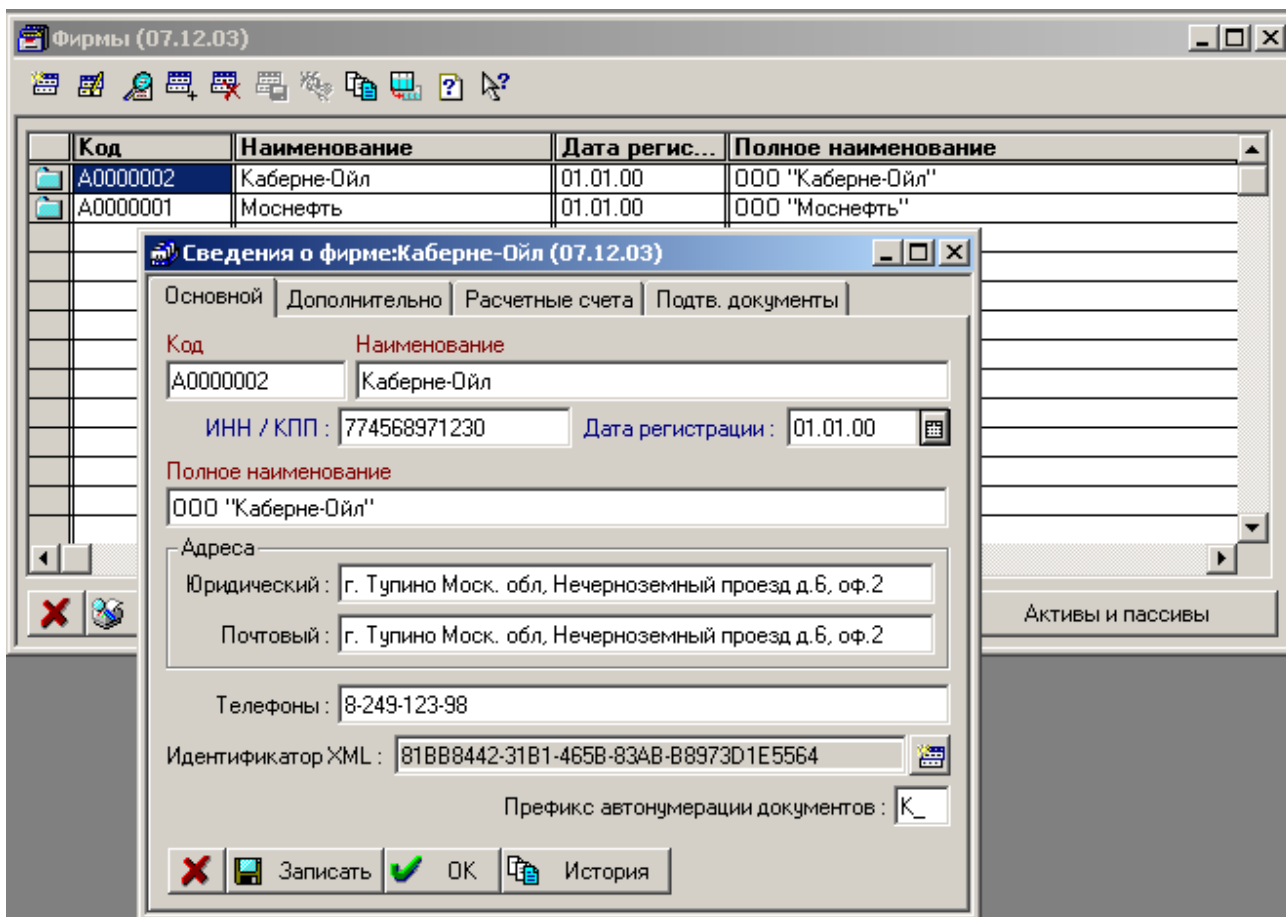 Фирмы (07.12.03)
Код Наименование Дата регис... Полное наименование
A0000002 Каберне-Ойл 01.01.00 ООО "Каберне-Ойл"
A0000001 Моснефть 01.01.00 ООО "Моснефть"
Сведения о фирме:Каберне-Ойл (07.12.03)
Основной Дополнительно Расчетные счета Подтв. документы
Код Наименование
A0000002 Каберне-Ойл
ИНН / КПП : 774568971230 Дата регистрации : 01.01.00
Полное наименование
ООО "Каберне-Ойл"
Адреса
Юридический : г. Тупино Моск. обл, Нечерноземный проезд д.6, оф.2
Активы и пассивы
Почтовый : г. Тупино Моск. обл, Нечерноземный проезд д.6, оф.2
Телефоны : 8-249-123-98
Идентификатор XML : 81BB8442-31B1-465B-83AB-B8973D1E5564
Префикс автонумерации документов : К_
Записать OK История